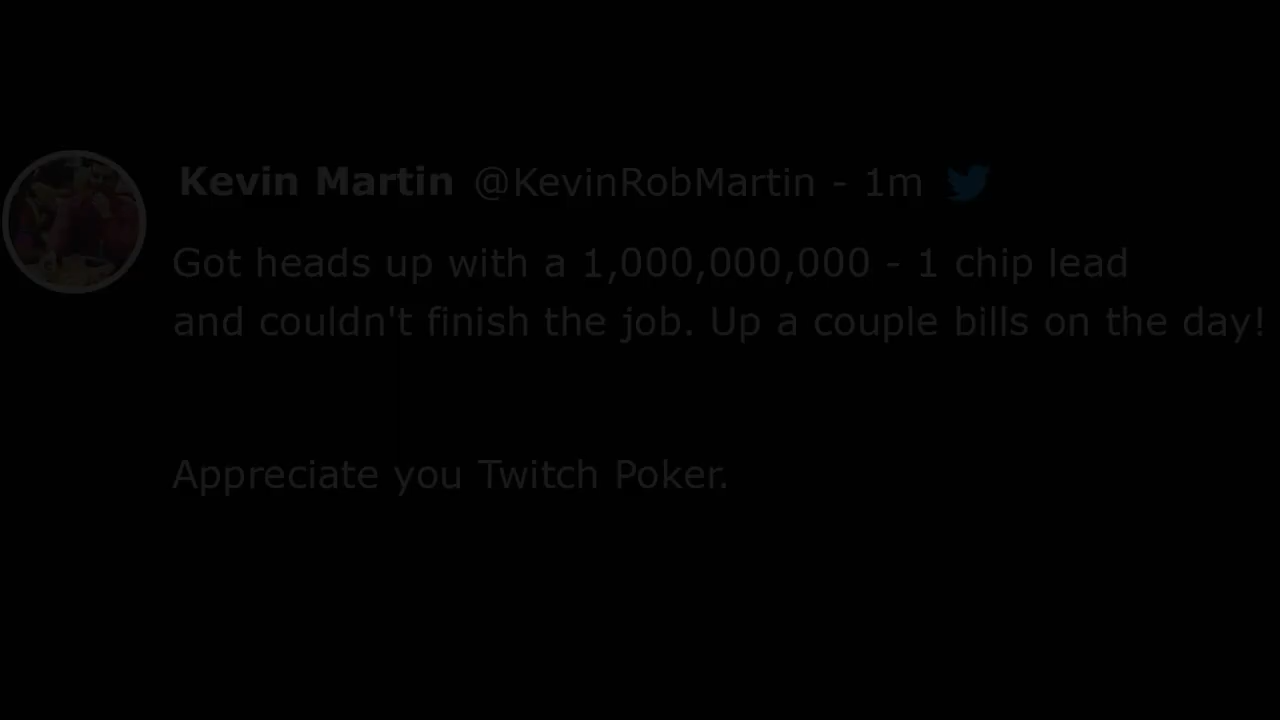 Kevin Martin @KevinRobMartin - 1m
Got heads up with a 1,000,000,000 - 1 chip lead
and couldn't finish the job. Up a couple bills on the day!
Appreciate you Twitch Poker.